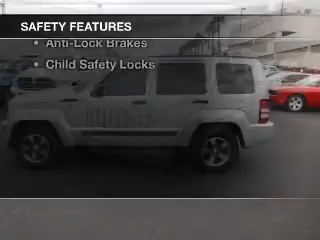 SAFETY FEATURES
• Anti-Lock Brakes
• Child Safety Locks